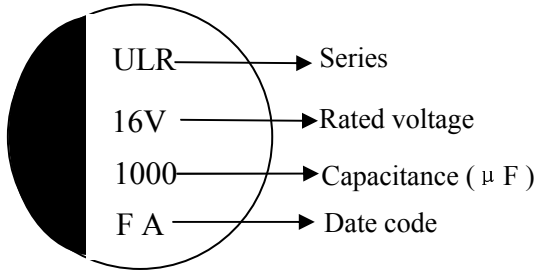 ULR Series
16V Rated voltage
1000 Capacitance ( μ F )
F A Date code